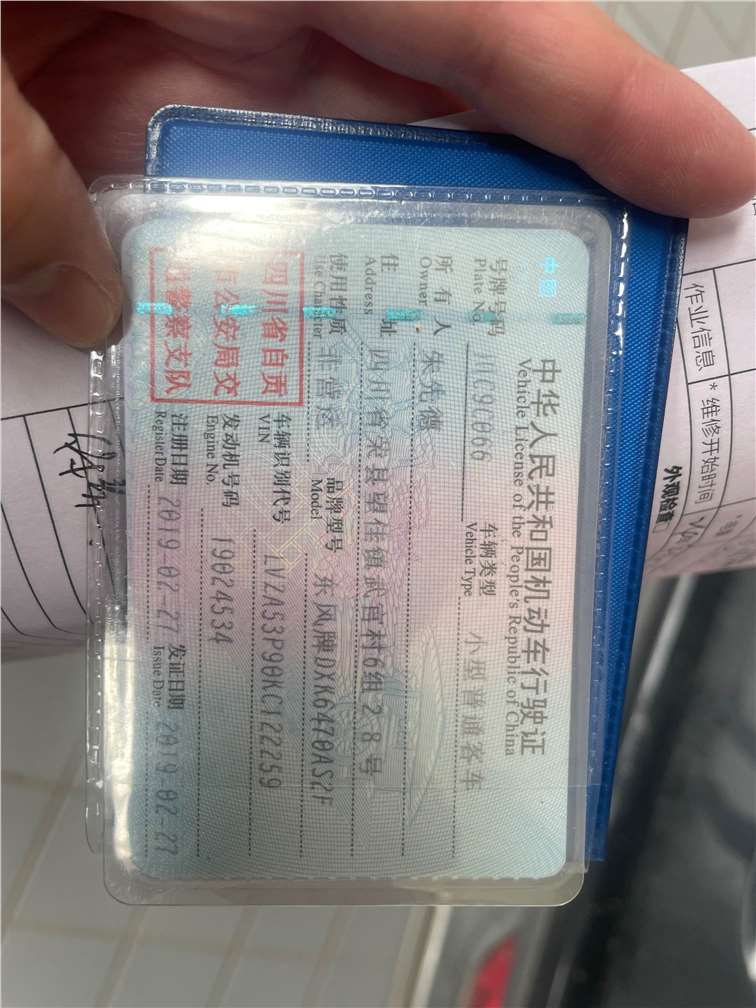 中华人民共和国机动车行驶证
Vehicle License of the People's Republic of China
号牌号码 川C9C066 车辆类型 小型普通客车
Plate No. Vehicle Type
所有人 朱先德
Owner
住址 四川省荣县望佳镇武官村6组28号
Address
使用性质 非营运 品牌型号 东风牌DXK6470AS2F
Use Character Model
车辆识别代号 LVZA53P90KC122259
VIN
发动机号码 19024534
Engine No.
注册日期 2019-02-27 发证日期 2019-02-27
Register Date Issue Date
四川省自贡
市公安局交
通警察支队
中国
作业信息
*维修开始时间
外观检查